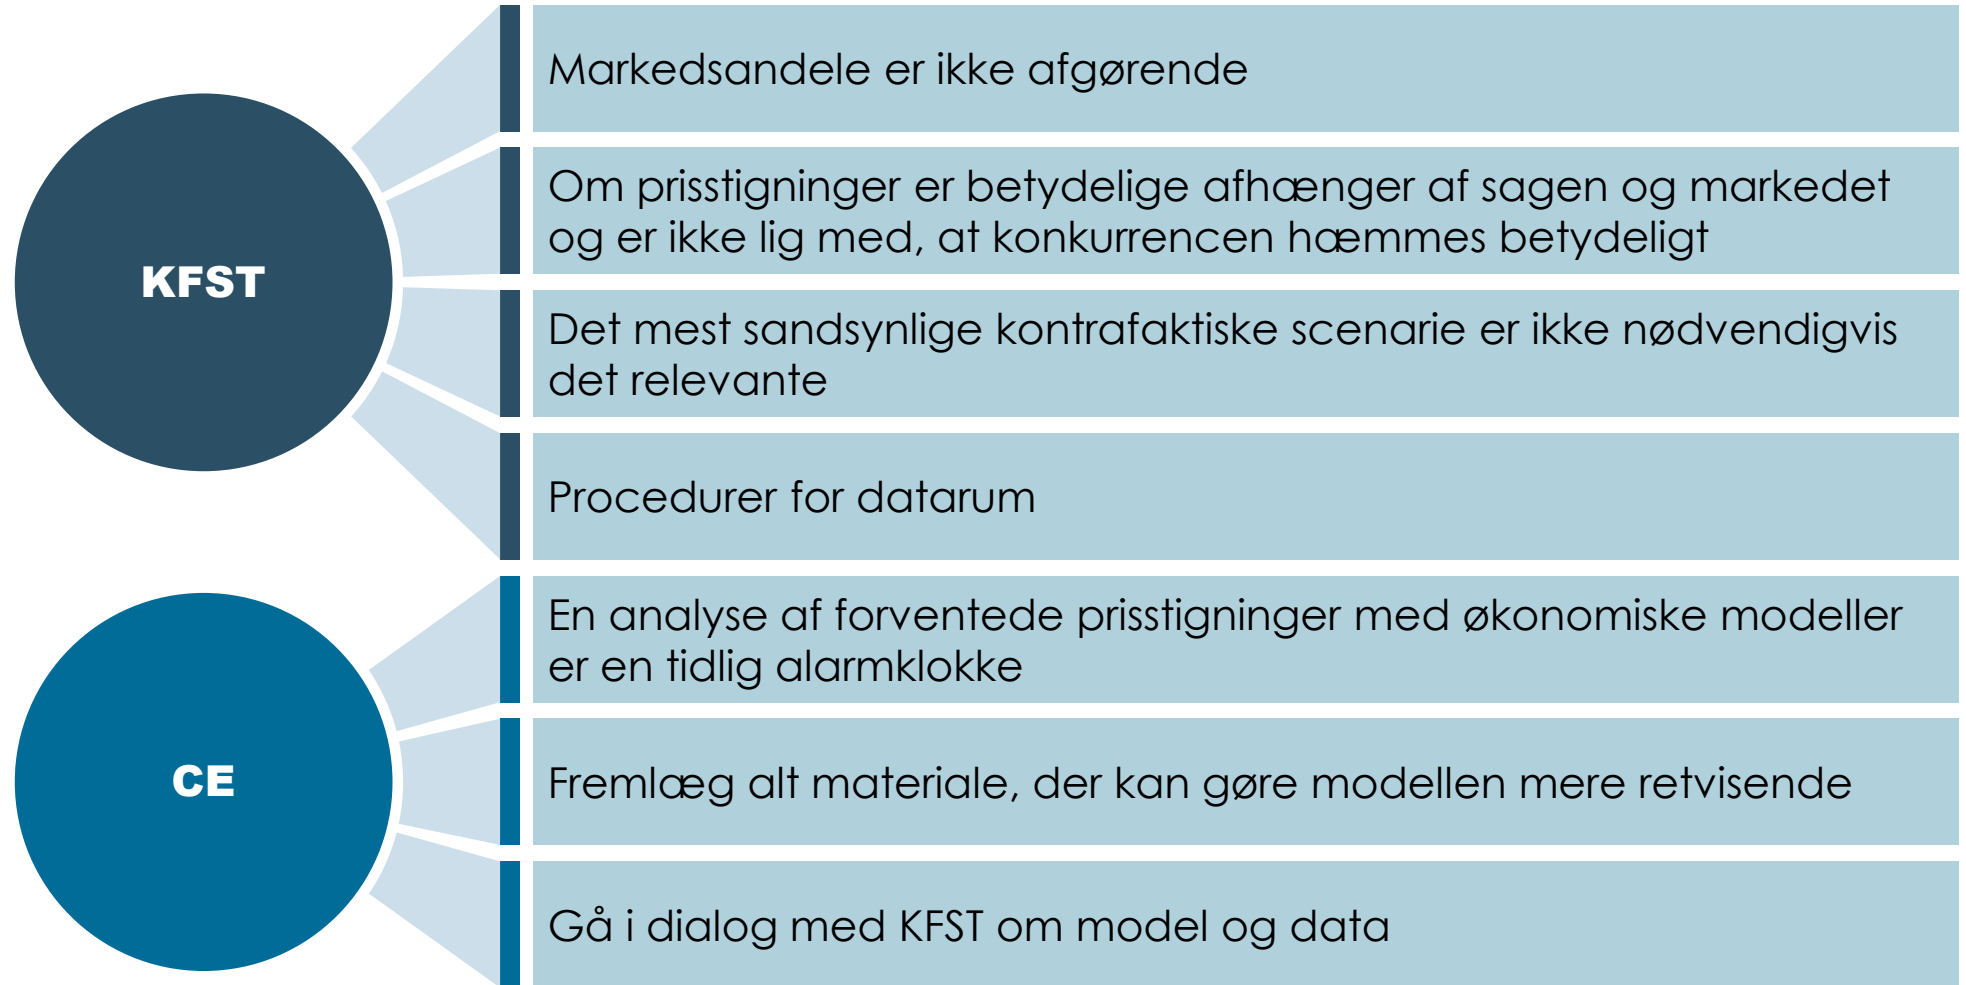 KFST
Markedsandele er ikke afgørende
Om prisstigninger er betydelige afhænger af sagen og markedet
og er ikke lig med, at konkurrencen hæmmes betydeligt
Det mest sandsynlige kontrafaktiske scenarie er ikke nødvendigvis
det relevante
Procedurer for datarum
CE
En analyse af forventede prisstigninger med økonomiske modeller
er en tidlig alarmklokke
Fremlæg alt materiale, der kan gøre modellen mere retvisende
Gå i dialog med KFST om model og data